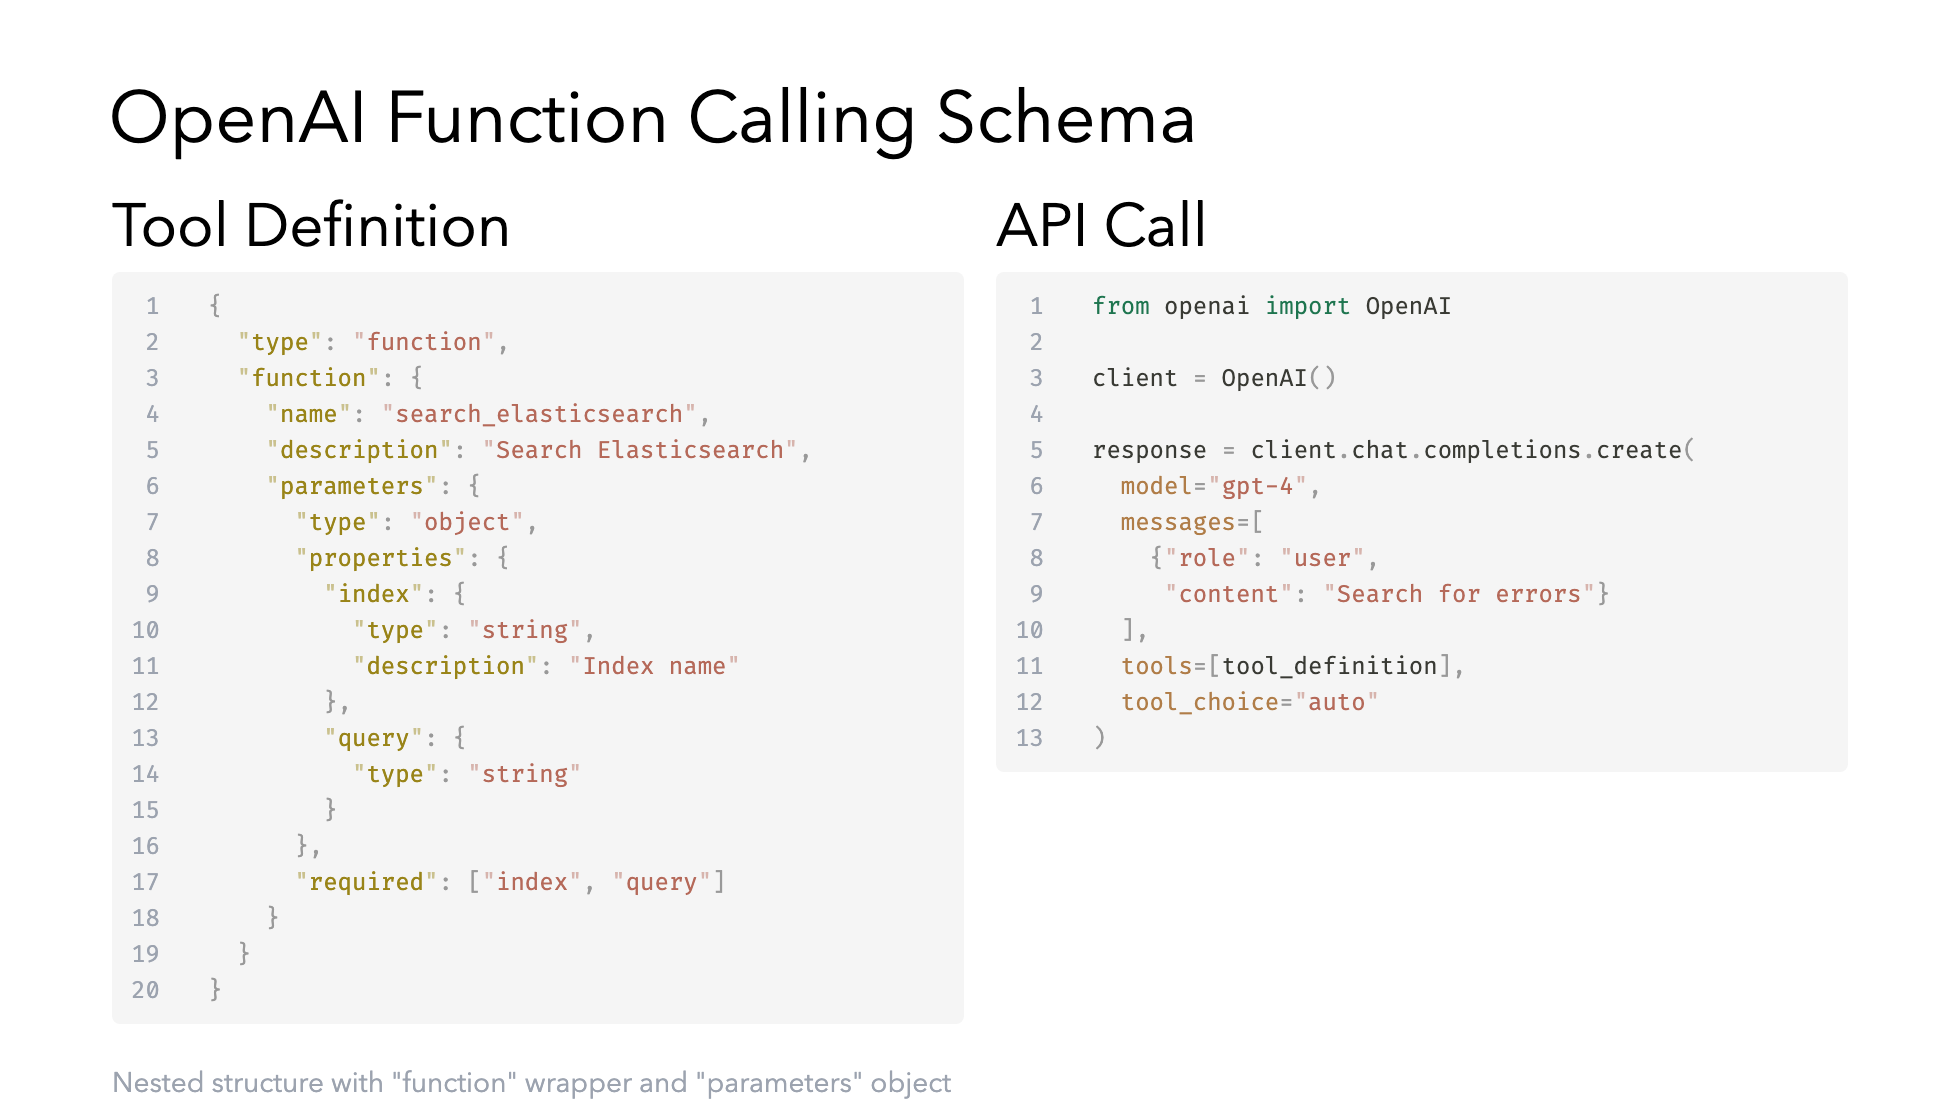 OpenAI Function Calling Schema
Tool Definition
1 {
2   "type": "function",
3   "function": {
4     "name": "search_elasticsearch",
5     "description": "Search Elasticsearch",
6     "parameters": {
7       "type": "object",
8       "properties": {
9         "index": {
10           "type": "string",
11           "description": "Index name"
12         },
13         "query": {
14           "type": "string"
15         }
16       },
17       "required": ["index", "query"]
18     }
19   }
20 }
API Call
1 from openai import OpenAI
2
3 client = OpenAI()
4
5 response = client.chat.completions.create(
6   model="gpt-4",
7   messages=[
8     {"role": "user",
9      "content": "Search for errors"}
10   ],
11   tools=[tool_definition],
12   tool_choice="auto"
13 )
Nested structure with "function" wrapper and "parameters" object